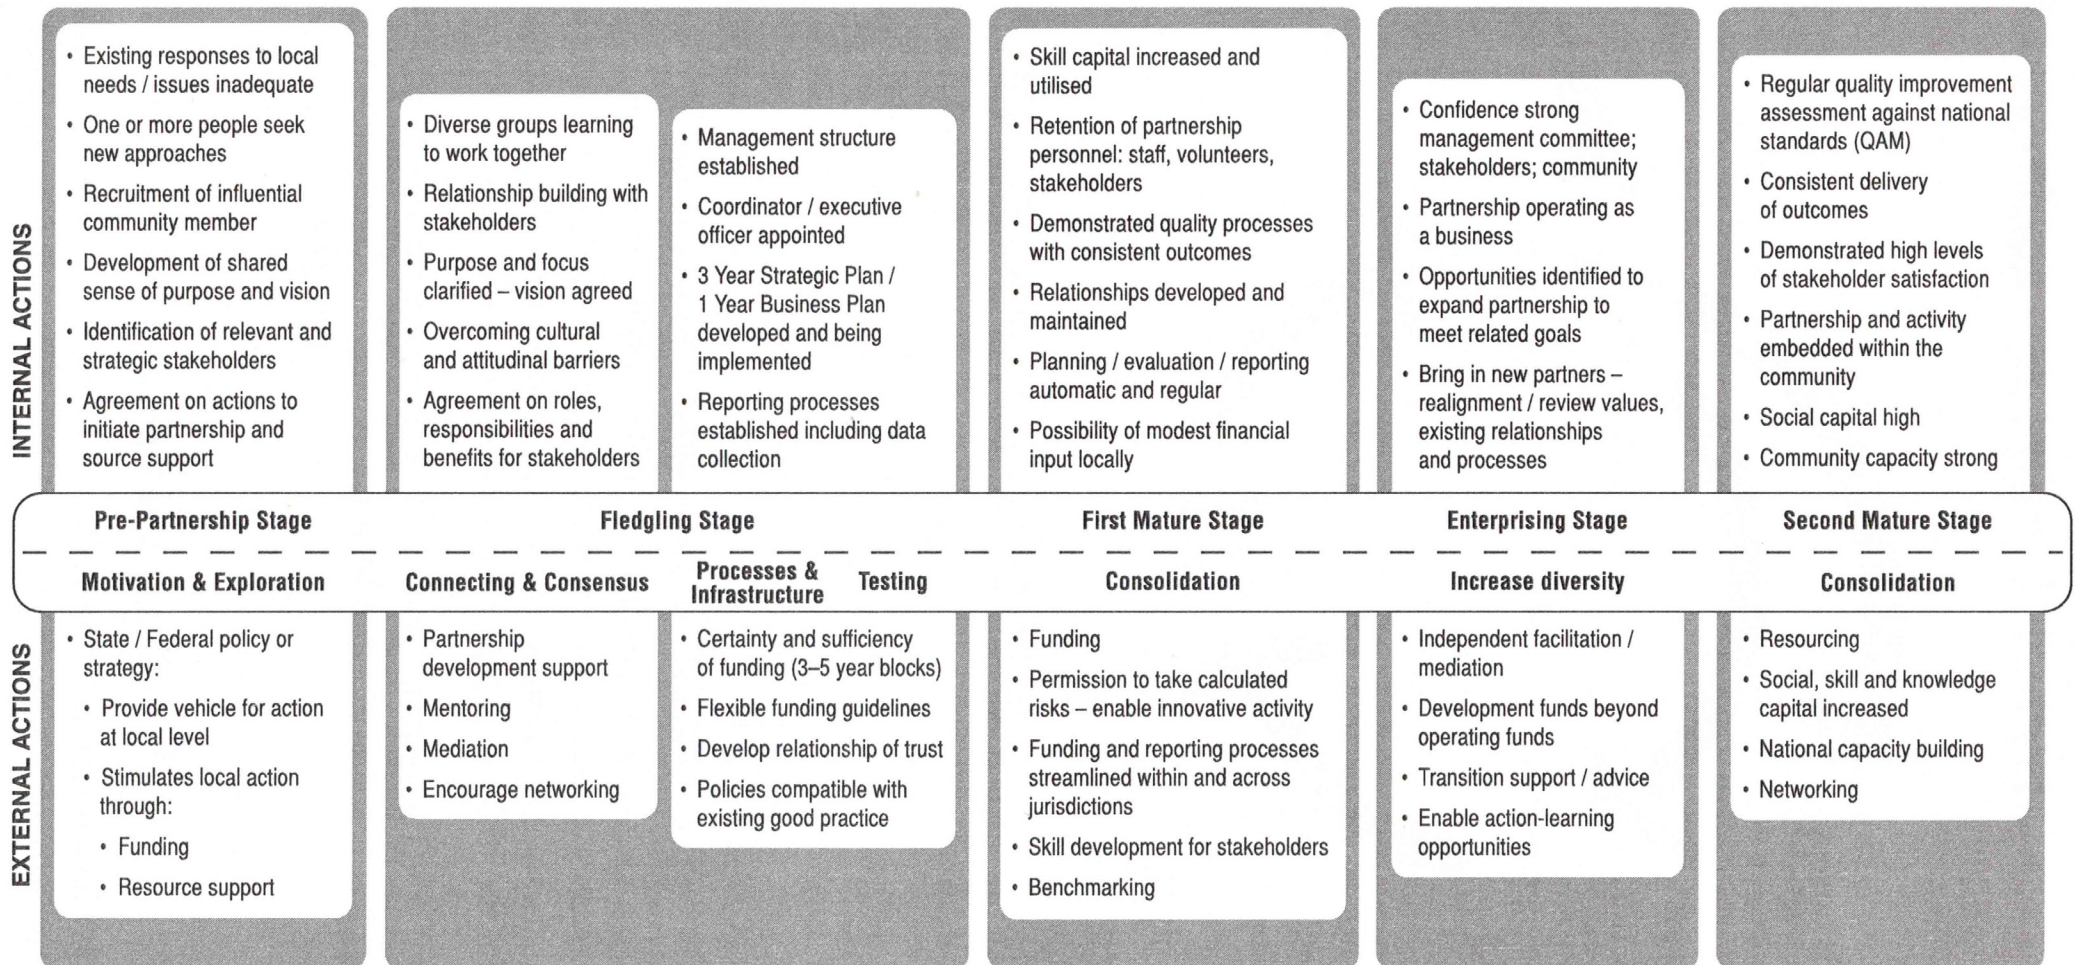 INTERNAL ACTIONS
• Existing responses to local
needs / issues inadequate
• One or more people seek
new approaches
• Recruitment of influential
community member
• Development of shared
sense of purpose and vision
• Identification of relevant and
strategic stakeholders
• Agreement on actions to
initiate partnership and
source support
• Diverse groups learning
to work together
• Relationship building with
stakeholders
• Purpose and focus
clarified – vision agreed
• Overcoming cultural
and attitudinal barriers
• Agreement on roles,
responsibilities and
benefits for stakeholders
• Management structure
established
• Coordinator / executive
officer appointed
• 3 Year Strategic Plan /
1 Year Business Plan
developed and being
implemented
• Reporting processes
established including data
collection
• Skill capital increased and
utilised
• Retention of partnership
personnel: staff, volunteers,
stakeholders
• Demonstrated quality processes
with consistent outcomes
• Relationships developed and
maintained
• Planning / evaluation / reporting
automatic and regular
• Possibility of modest financial
input locally
• Confidence strong
management committee;
stakeholders; community
• Partnership operating as
a business
• Opportunities identified to
expand partnership to
meet related goals
• Bring in new partners –
realignment / review values,
existing relationships
and processes
• Regular quality improvement
assessment against national
standards (QAM)
• Consistent delivery
of outcomes
• Demonstrated high levels
of stakeholder satisfaction
• Partnership and activity
embedded within the
community
• Social capital high
• Community capacity strong
Pre-Partnership Stage
Fledgling Stage
First Mature Stage
Enterprising Stage
Second Mature Stage
Motivation & Exploration
Connecting & Consensus
Processes &
Infrastructure
Testing
Consolidation
Increase diversity
Consolidation
EXTERNAL ACTIONS
• State / Federal policy or
strategy:
• Provide vehicle for action
at local level
• Stimulates local action
through:
• Funding
• Resource support
• Partnership
development support
• Mentoring
• Mediation
• Encourage networking
• Certainty and sufficiency
of funding (3–5 year blocks)
• Flexible funding guidelines
• Develop relationship of trust
• Policies compatible with
existing good practice
• Funding
• Permission to take calculated
risks – enable innovative activity
• Funding and reporting processes
streamlined within and across
jurisdictions
• Skill development for stakeholders
• Benchmarking
• Independent facilitation /
mediation
• Development funds beyond
operating funds
• Transition support / advice
• Enable action-learning
opportunities
• Resourcing
• Social, skill and knowledge
capital increased
• National capacity building
• Networking